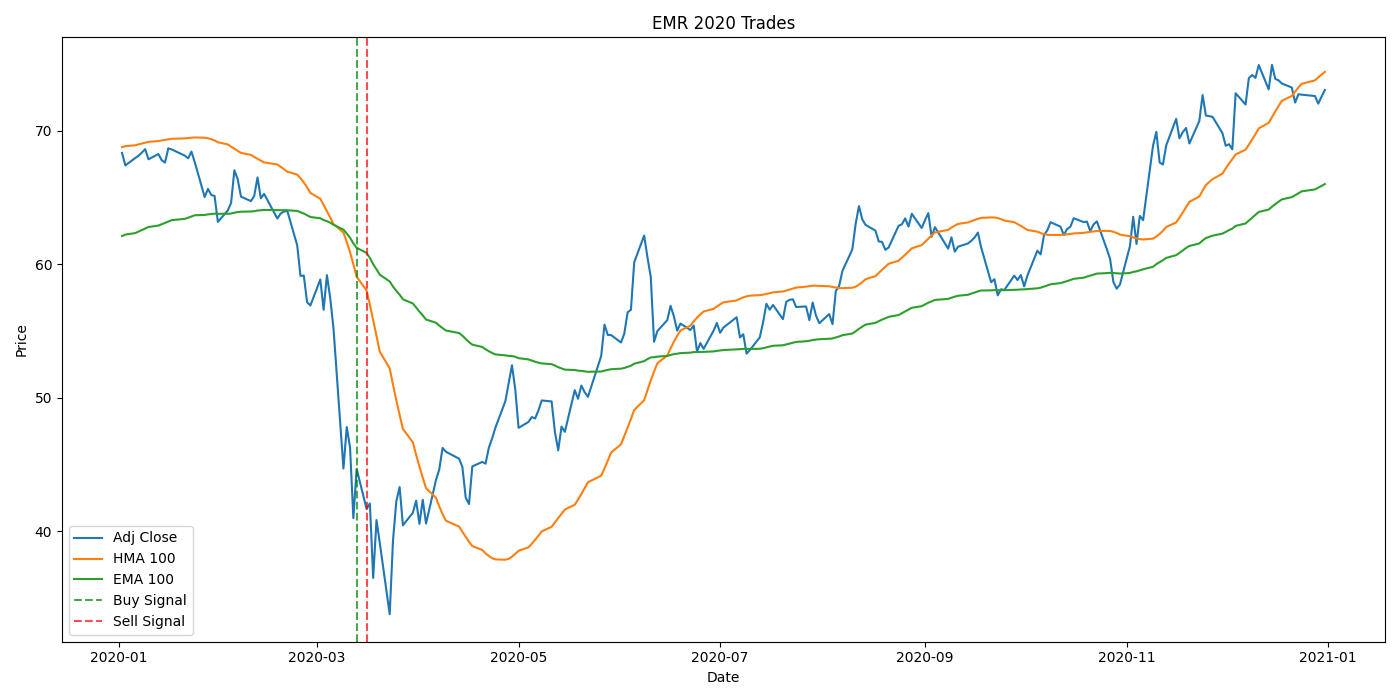 EMR 2020 Trades
Price
70
60
50
40
Adj Close
HMA 100
EMA 100
Buy Signal
Sell Signal
2020-01 2020-03 2020-05 2020-07 2020-09 2020-11 2021-01
Date